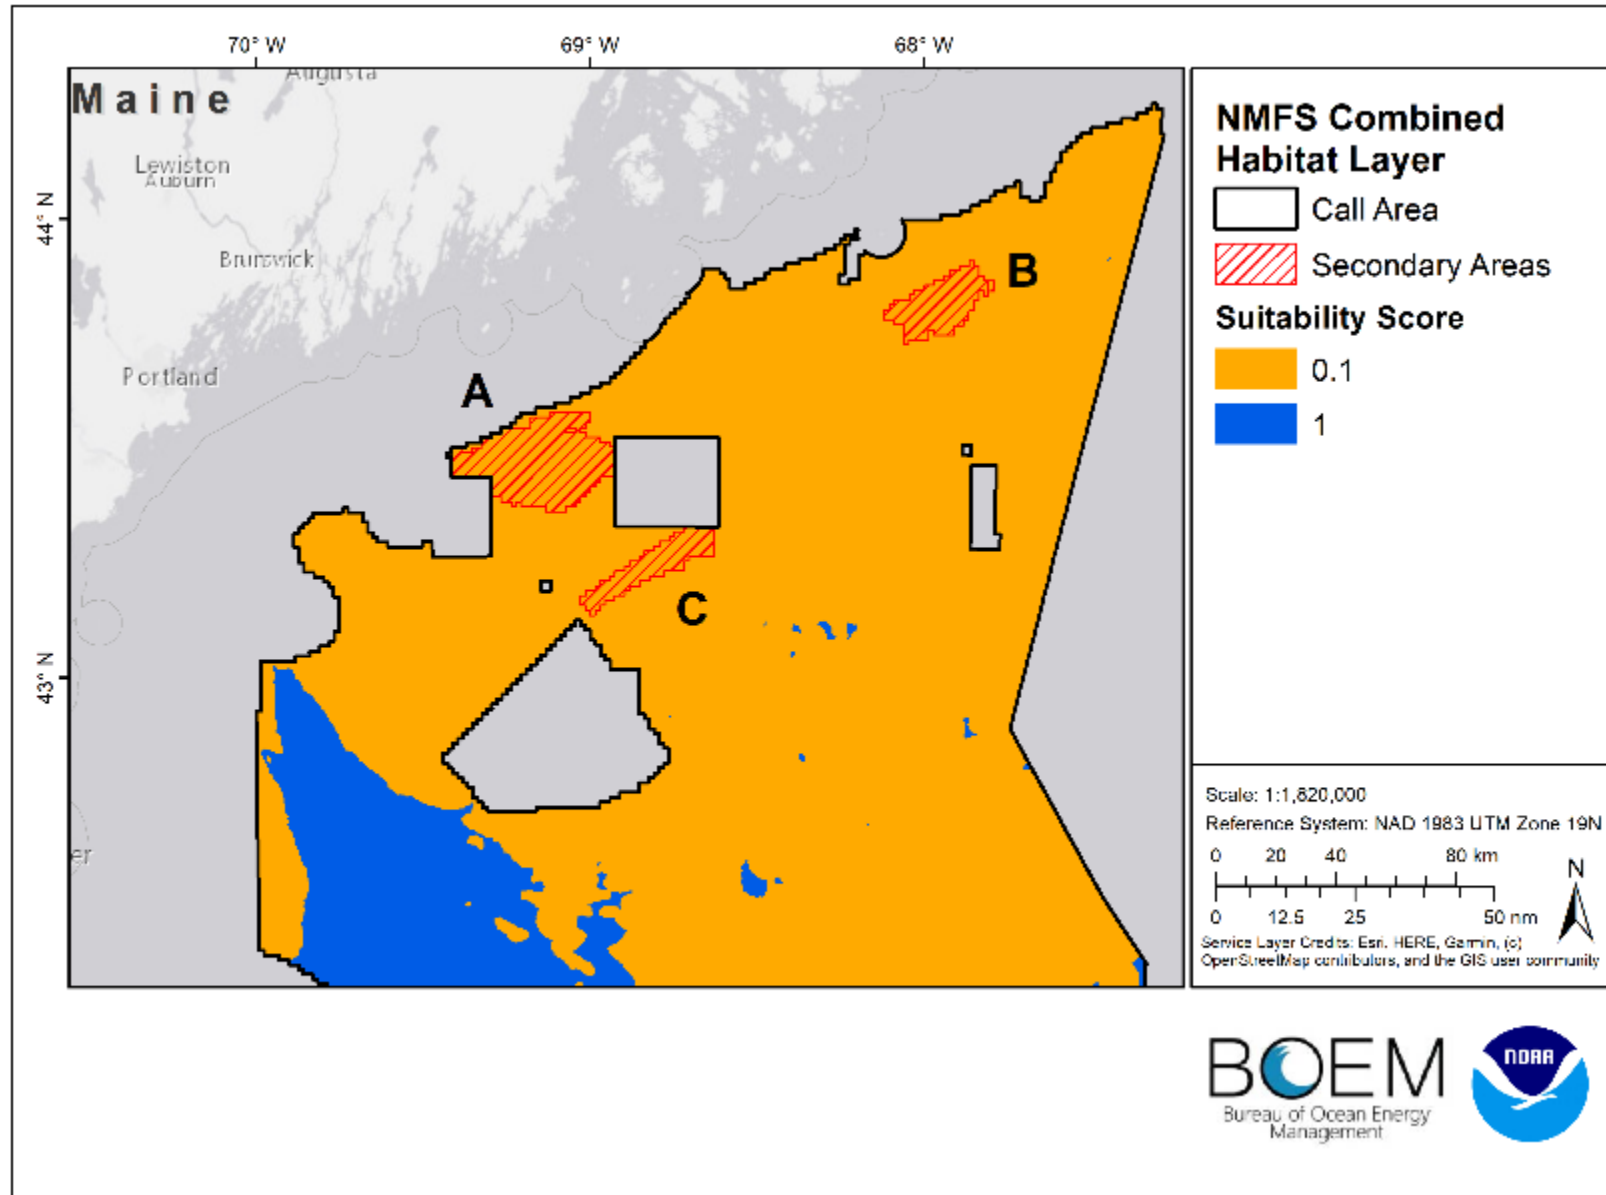 70° W
69° W
68° W
Augusta
Maine
Lewiston
Auburn
44° N
Brunswick
Portland
43° N
er
A
B
C
NMFS Combined
Habitat Layer
Call Area
Secondary Areas
Suitability Score
0.1
1
Scale: 1:1,820,000
Reference System: NAD 1983 UTM Zone 19N
0 20 40 80 km
0 12.5 25 50 nm
N
Service Layer Credits: Esri, HERE, Garmin, (c)
OpenStreetMap contributors, and the GIS user community
BOEM
Bureau of Ocean Energy
Management
NOAA